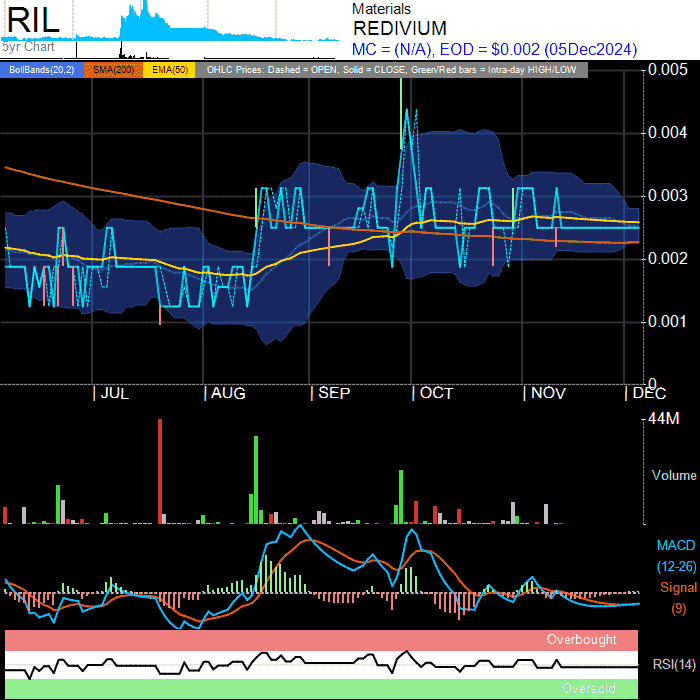 RIL
5yr Chart
Materials
REDIVIUM
MC = (N/A), EOD = $0.002 (05Dec2024)
BollBands(20,2) SMA(200) EMA(50) OHLC Prices: Dashed = OPEN, Solid = CLOSE, Green/Red bars = Intra-day HIGH/LOW
0.005
0.004
0.003
0.002
0.001
0
JUL AUG SEP OCT NOV DEC
44M
Volume
MACD
(12-26)
Signal
(9)
Overbought
RSI(14)
Oversold